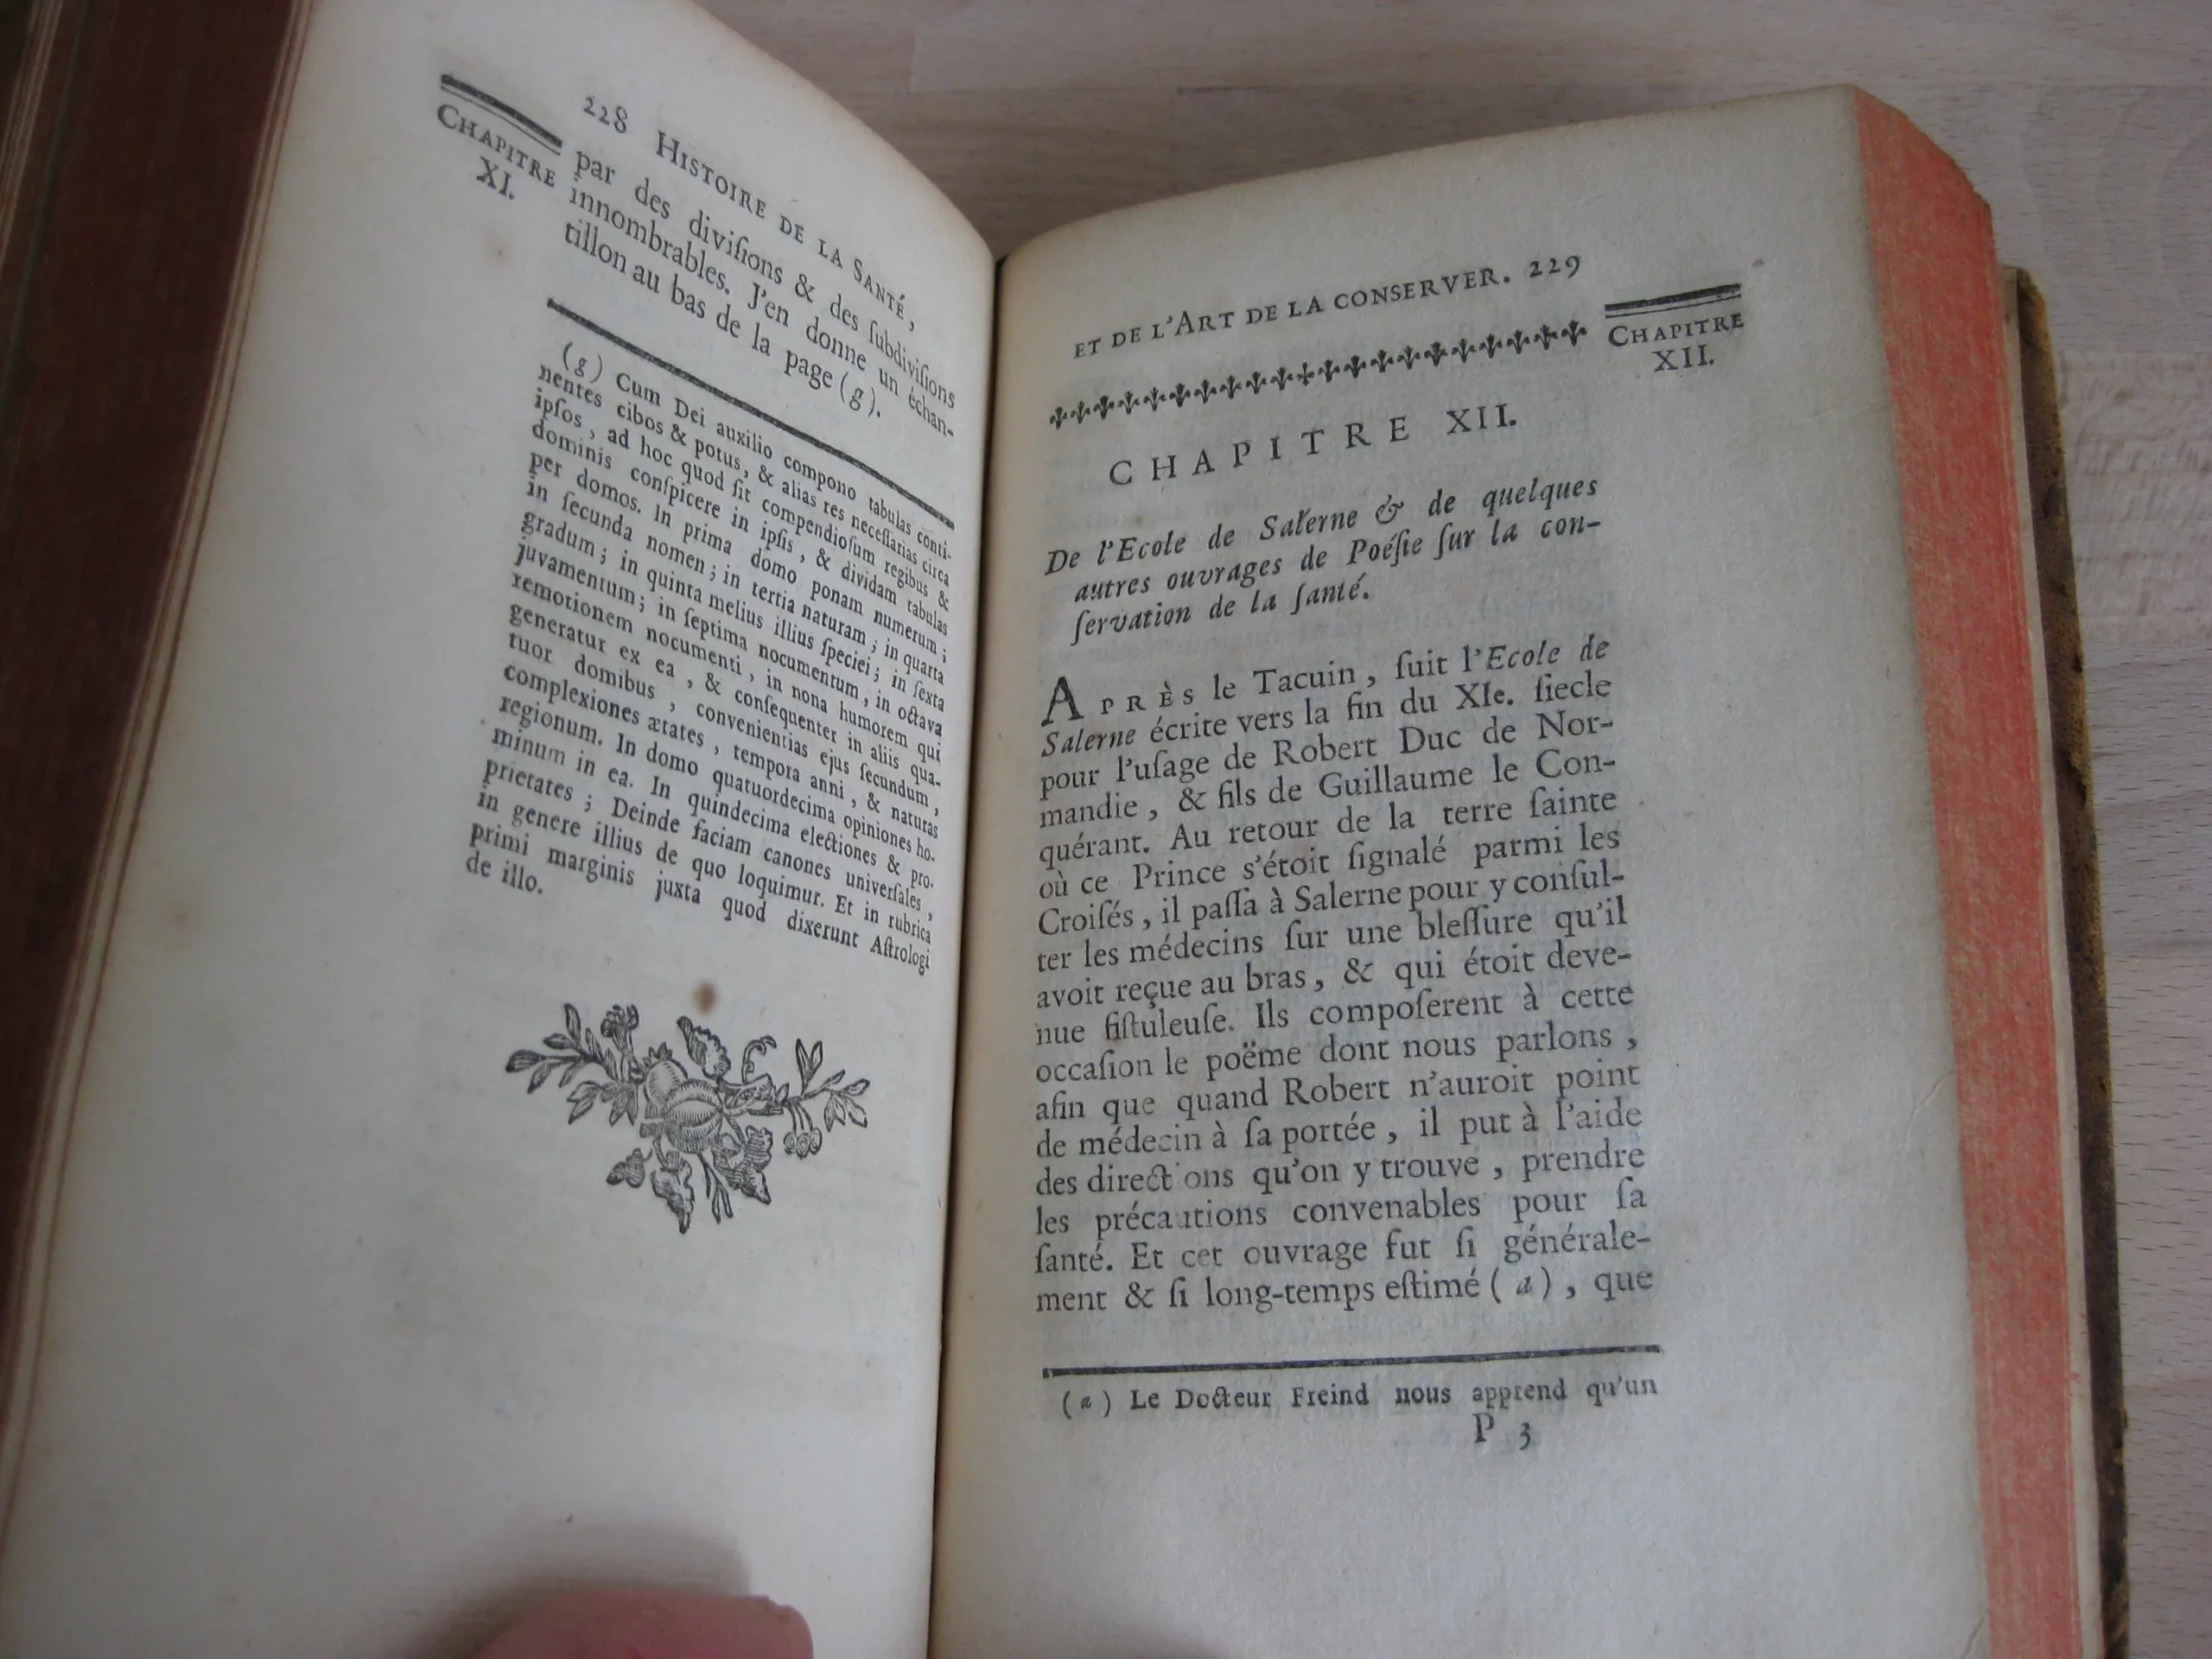 228 HISTOIRE DE LA SANTÉ,
CHAPITRE
XI.
par des diviſions & des ſubdiviſions
innombrables. J'en donne un échan-
tillon au bas de la page (g).
(g) Cum Dei auxilio compono tabulas conti-
nentes cibos & potus, & alias res neceſſarias circa
ipſos, ad hoc quod ſit compendioſum regibus &
dominis conſpicere in ipſis, & dividam tabulas
per domos. In prima domo ponam numerum;
in ſecunda nomen; in tertia naturam; in quarta
gradum; in quinta melius illius ſpeciei; in ſexta
juvamentum; in ſeptima nocumentum, in octava
remotionem nocumenti, in nona humorem qui
generatur ex ea, & conſequenter in aliis qua-
tuor domibus, convenientias ejus ſecundum,
complexiones ætates, tempora anni, & naturas
regionum. In domo quatuordecima opiniones ho-
minum in ea. In quindecima electiones & pro-
prietates; Deinde faciam canones univerſales,
in genere illius de quo loquimur. Et in rubrica
primi marginis juxta quod dixerunt Aſtrologi
de illo.
ET DE L'ART DE LA CONSERVER. 229
CHAPITRE
XII.
CHAPITRE XII.
De l'Ecole de Salerne & de quelques
autres ouvrages de Poéſie ſur la con-
ſervation de la ſanté.
APRÈS le Tacuin, ſuit l'Ecole de
Salerne écrite vers la fin du XIe. ſiecle
pour l'uſage de Robert Duc de Nor-
mandie, & fils de Guillaume le Con-
quérant. Au retour de la terre ſainte
où ce Prince s'étoit ſignalé parmi les
Croiſés, il paſſa à Salerne pour y conſul-
ter les médecins ſur une bleſſure qu'il
avoit reçue au bras, & qui étoit deve-
nue fiſtuleuſe. Ils compoſerent à cette
occaſion le poëme dont nous parlons,
afin que quand Robert n'auroit point
de médecin à ſa portée, il put à l'aide
des directions qu'on y trouve, prendre
les précautions convenables pour ſa
ſanté. Et cet ouvrage fut ſi générale-
ment & ſi long-temps eſtimé (a), que
(a) Le Docteur Freind nous apprend qu'un
P 3